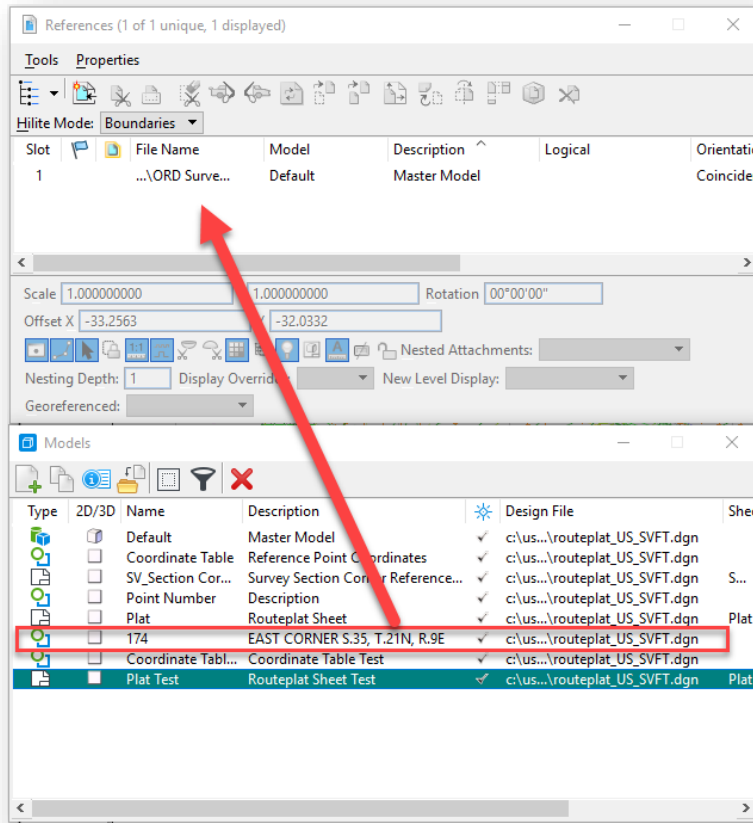 References (1 of 1 unique, 1 displayed)
Tools Properties
Hilite Mode: Boundaries
Slot File Name Model Description Logical Orientati
1 ...\ORD Surve... Default Master Model Coincide
Scale 1.000000000 1.000000000 Rotation 00°00'00"
Offset X -33.2563 Y -32.0332
1:1 Nested Attachments:
Nesting Depth: 1 Display Overrides: New Level Display:
Georeferenced:
Models
Type 2D/3D Name Description Design File Shee
Default Master Model c:\us...\routeplat_US_SVFT.dgn
Coordinate Table Reference Point Coordinates c:\us...\routeplat_US_SVFT.dgn
SV_Section Cor... Survey Section Corner Reference... c:\us...\routeplat_US_SVFT.dgn S...
Point Number Description c:\us...\routeplat_US_SVFT.dgn
Plat Routeplat Sheet c:\us...\routeplat_US_SVFT.dgn Plat
174 EAST CORNER S.35, T.21N, R.9E c:\us...\routeplat_US_SVFT.dgn
Coordinate Tabl... Coordinate Table Test c:\us...\routeplat_US_SVFT.dgn
Plat Test Routeplat Sheet Test c:\us...\routeplat_US_SVFT.dgn Plat